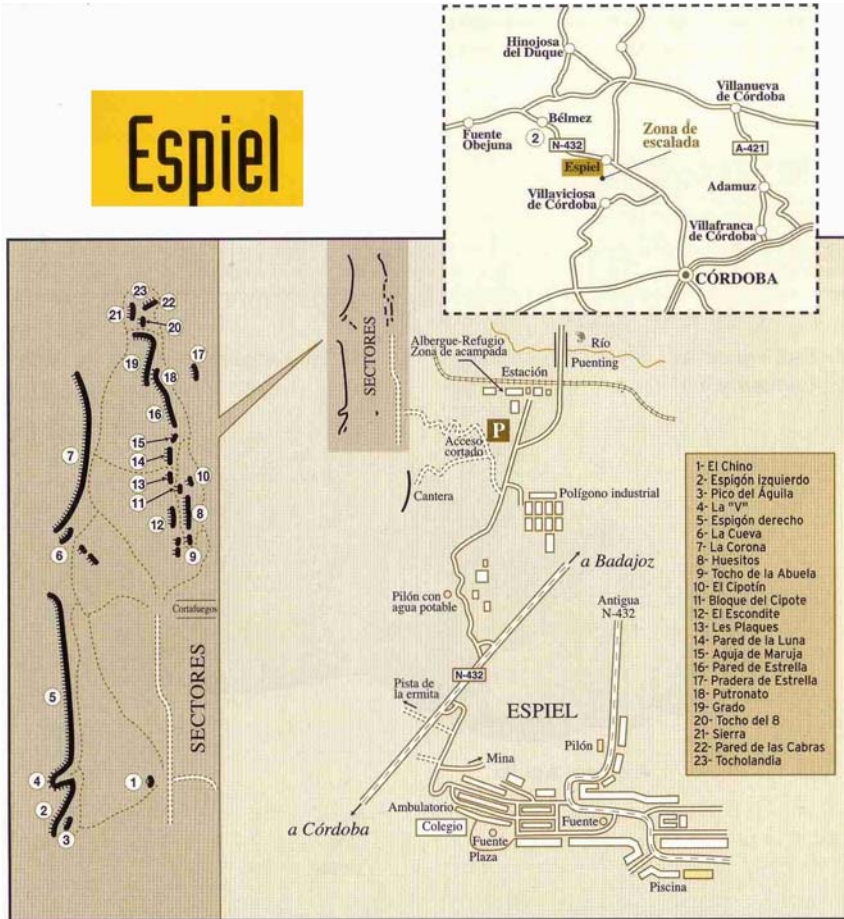 Espiel
Hinojosa
del Duque
Villanueva
de Córdoba
Bélmez
Fuente
Obejuna
2
N-432
Zona de
escalada
A-421
Espiel
Adamuz
Villaviciosa
de Córdoba
Villafranca
de Córdoba
CÓRDOBA
23
22
21
20
19
18
17
16
15
14
13
10
11
12
8
7
9
6
Cortafuegos
SECTORES
5
4
1
2
3
SECTORES
Albergue-Refugio
Zona de acampada
Río
Puenting
Estación
P
Acceso
cortado
Cantera
Polígono industrial
a Badajoz
Pilón con
agua potable
Antigua
N-432
N-432
Pista de
la ermita
ESPIEL
Pilón
Mina
Ambulatorio
a Córdoba
Colegio
Fuente
Fuente
Plaza
Piscina
1- El Chino
2- Espigón izquierdo
3- Pico del Águila
4- La "V"
5- Espigón derecho
6- La Cueva
7- La Corona
8- Huesitos
9- Tocho de la Abuela
10- El Cipotín
11- Bloque del Cipote
12- El Escondite
13- Les Plaques
14- Pared de la Luna
15- Aguja de Maruja
16- Pared de Estrella
17- Pradera de Estrella
18- Putronato
19- Grado
20- Tocho del 8
21- Sierra
22- Pared de las Cabras
23- Tocholandia